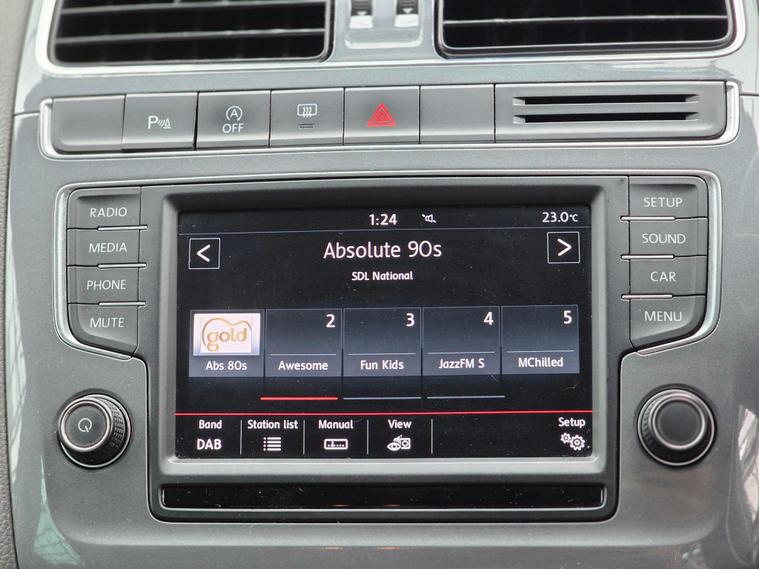 P
A
OFF
RADIO
MEDIA
PHONE
MUTE
SETUP
SOUND
CAR
MENU
1:24
23.0°C
< Absolute 90s >
SDL National
gold
Abs 80s
2
Awesome
3
Fun Kids
4
JazzFM S
5
MChilled
Band
DAB
Station list
Manual
View
Setup